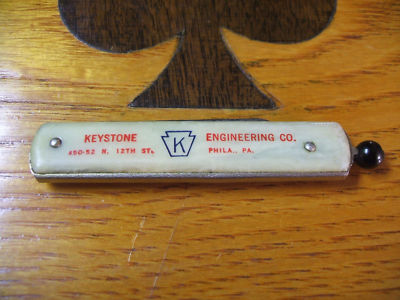 KEYSTONE K ENGINEERING CO.
450-52 N. 12TH ST. PHILA., PA.